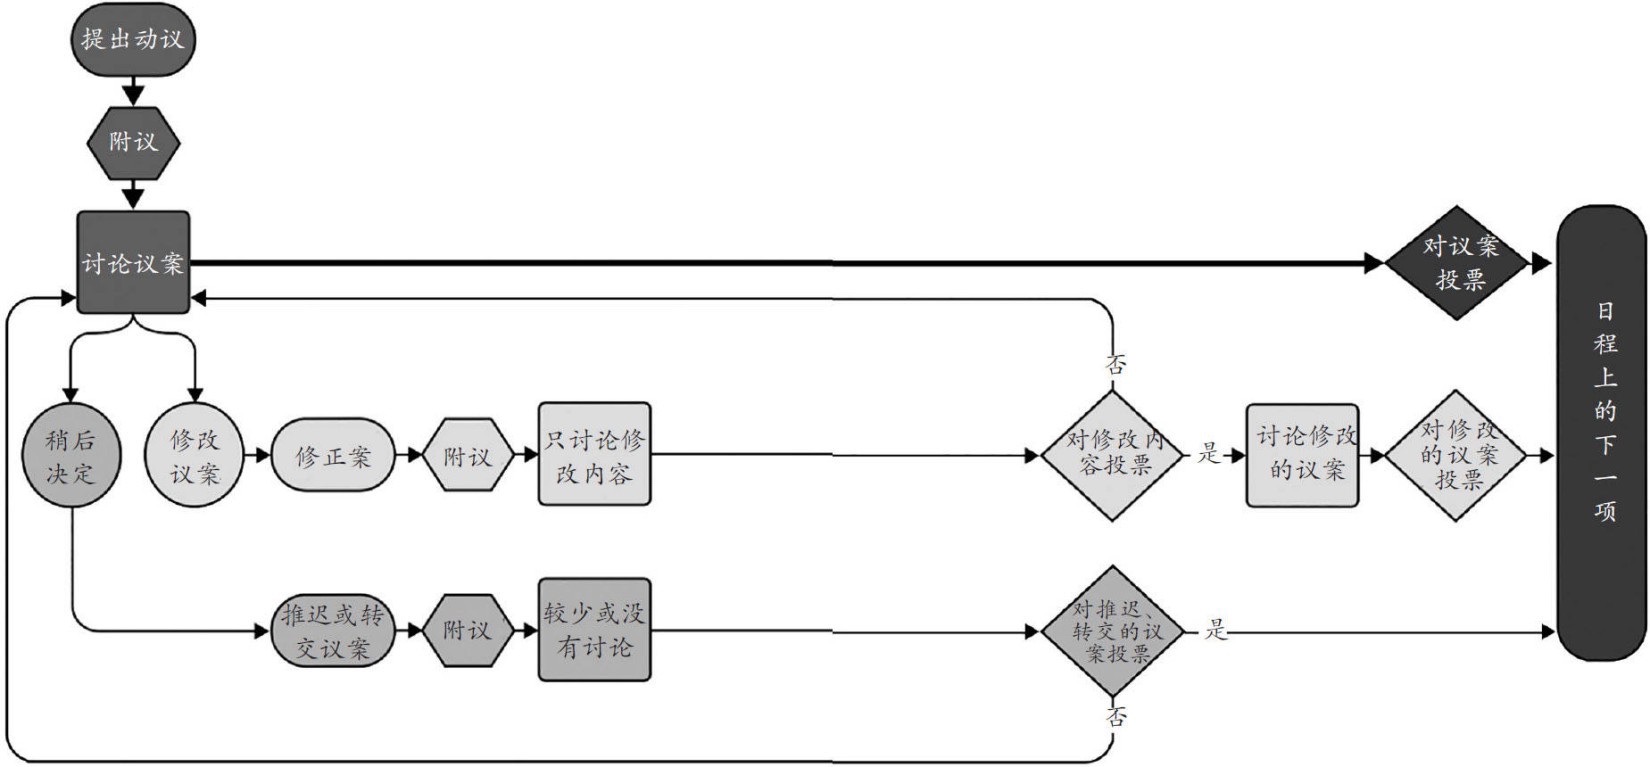 提出动议
附议
讨论议案
对议案
投票
日
程
上
的
下
一
项
否
稍后
决定
修改
议案
修正案
附议
只讨论修
改内容
对修改内
容投票
是
讨论修改
的议案
对修改
的议案
投票
推迟或转
交议案
附议
较少或没
有讨论
对推迟、
转交的议
案投票
是
否